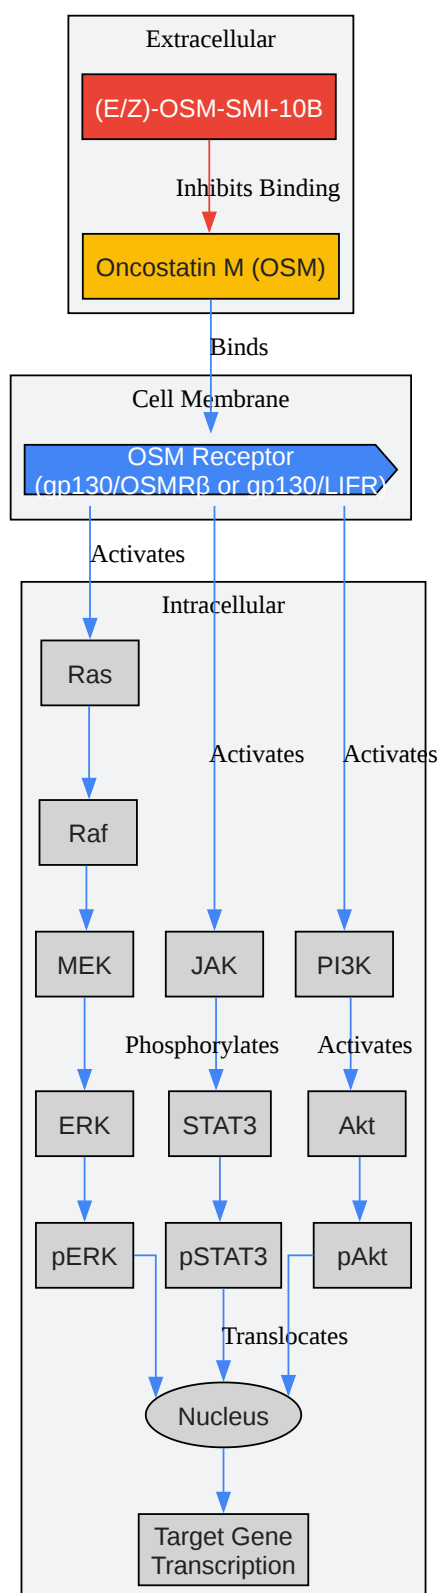 Extracellular
(E/Z)-OSM-SMI-10B
Inhibits Binding
Oncostatin M (OSM)
Binds
Cell Membrane
OSM Receptor
(gp130/OSMRβ or gp130/LIFR)
Activates
Intracellular
Ras
Activates
Activates
Raf
MEK
JAK
PI3K
Phosphorylates
Activates
ERK
STAT3
Akt
pERK
pSTAT3
pAkt
Translocates
Nucleus
Target Gene
Transcription